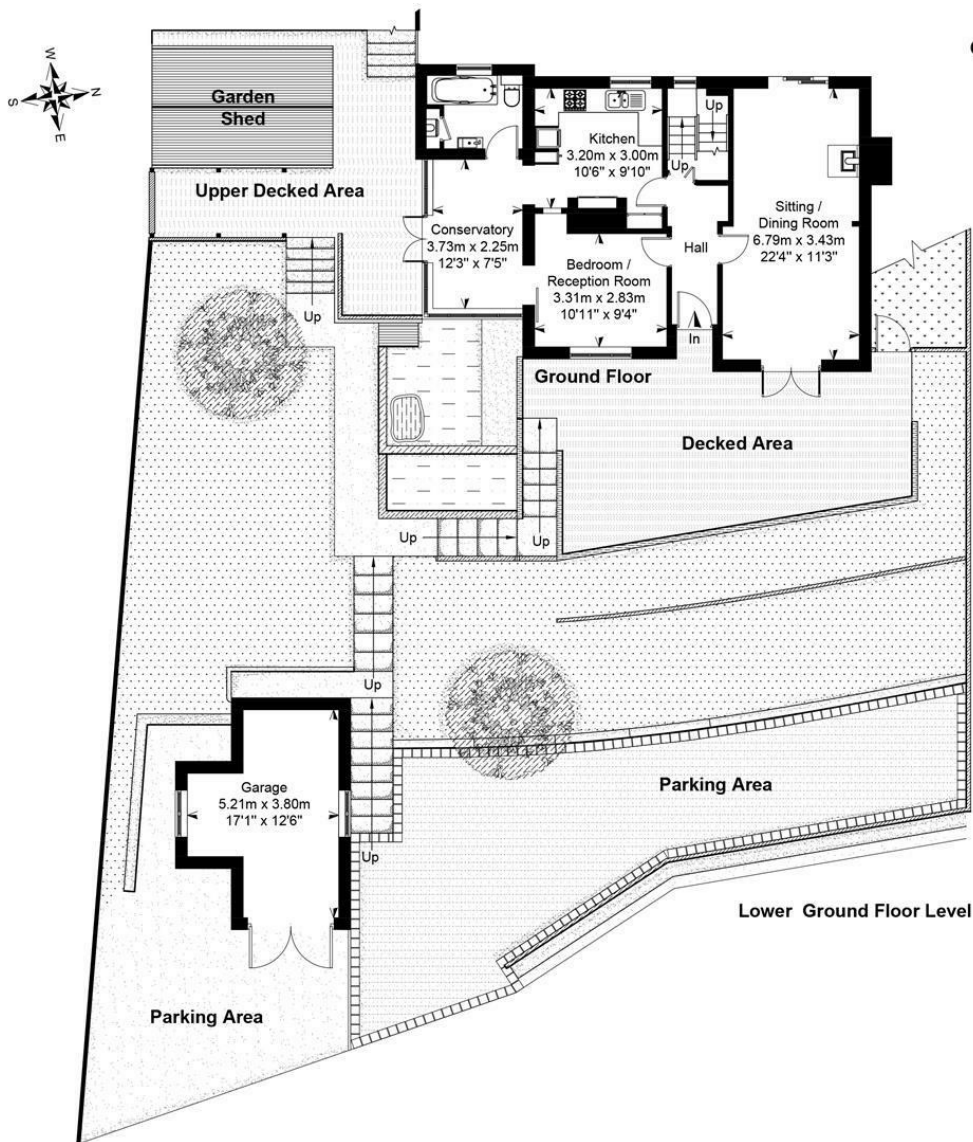 W
S
N
E
Garden
Shed
Upper Decked Area
Up
Kitchen
3.20m x 3.00m
10'6" x 9'10"
Up
Up
Sitting /
Dining Room
6.79m x 3.43m
22'4" x 11'3"
Conservatory
3.73m x 2.25m
12'3" x 7'5"
Bedroom /
Reception Room
3.31m x 2.83m
10'11" x 9'4"
Hall
In
Ground Floor
Decked Area
Up
Up
Up
Garage
5.21m x 3.80m
17'1" x 12'6"
Up
Parking Area
Lower Ground Floor Level
Parking Area